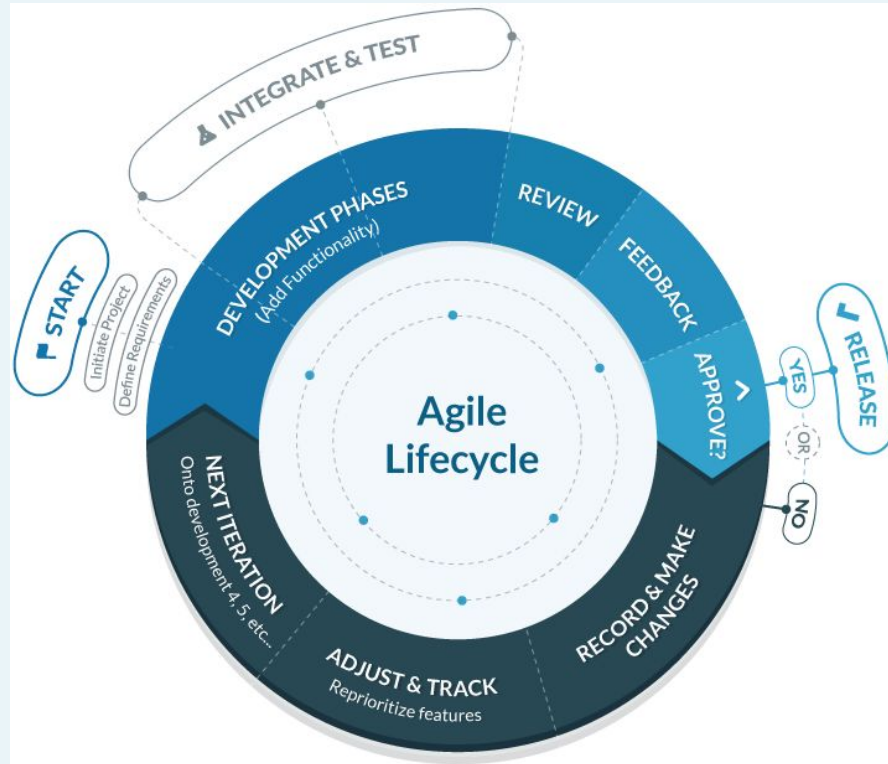 START
Initiate Project
Define Requirements
INTEGRATE & TEST
DEVELOPMENT PHASES
(Add Functionality)
REVIEW
FEEDBACK
APPROVE?
YES
OR
NO
RELEASE
RECORD & MAKE
CHANGES
ADJUST & TRACK
Reprioritize features
NEXT ITERATION
Onto development 4, 5, etc...
Agile
Lifecycle